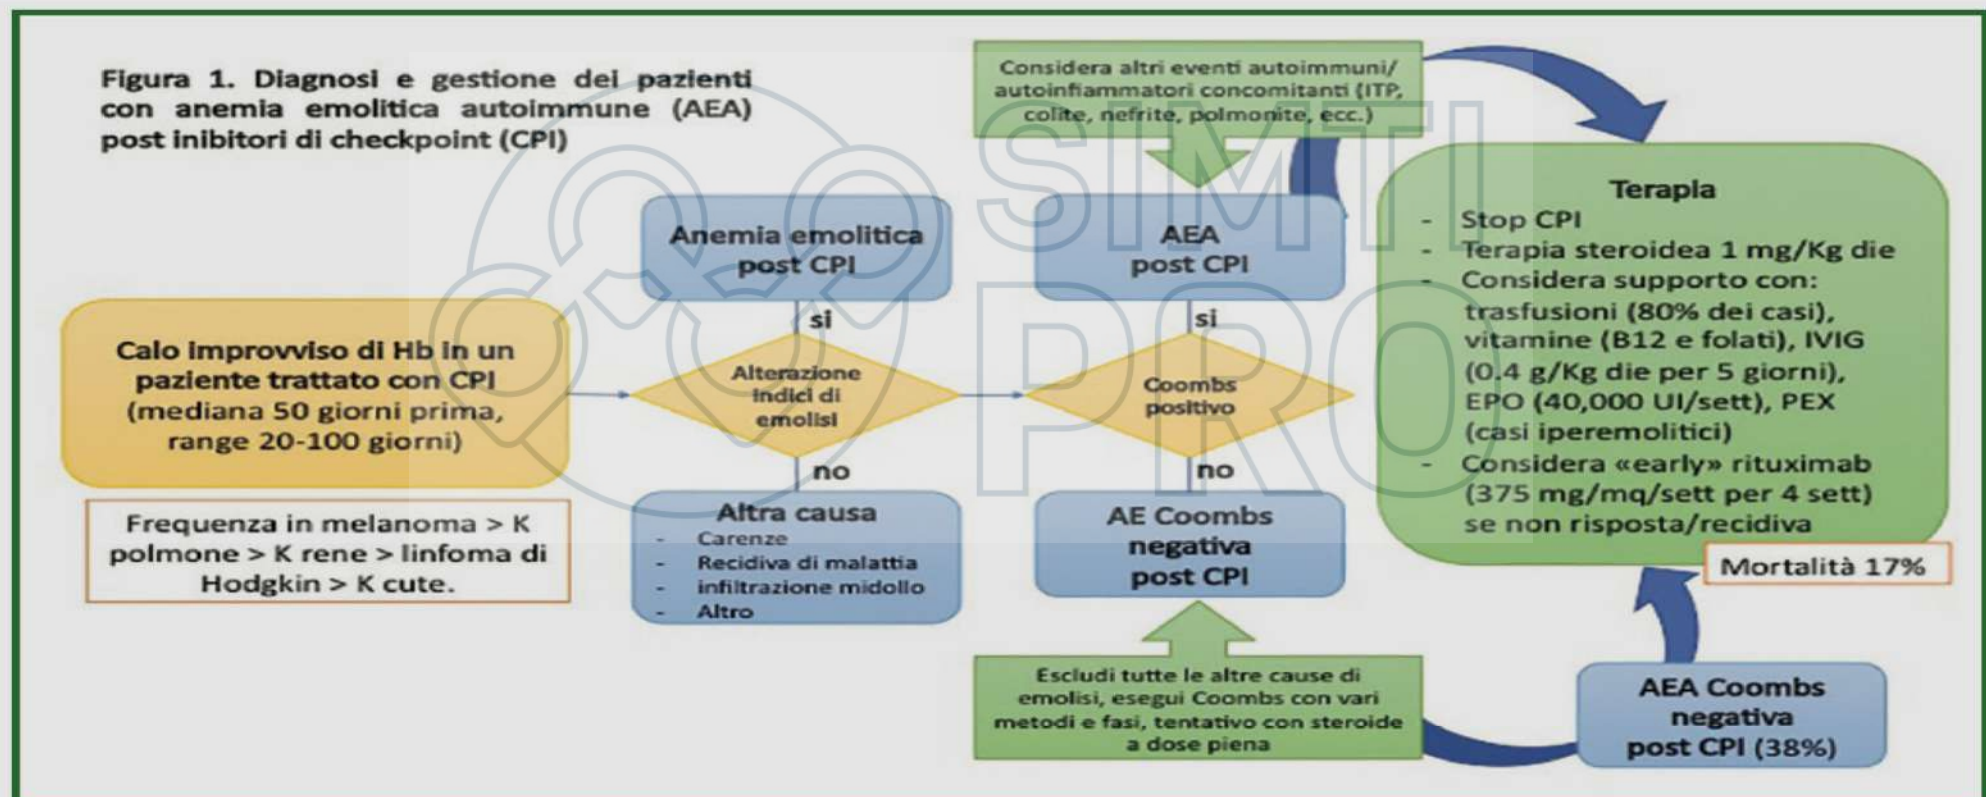 Figura 1. Diagnosi e gestione dei pazienti
con anemia emolitica autoimmune (AEA)
post inibitori di checkpoint (CPI)
Considera altri eventi autoimmuni/
autoinfiammatori concomitanti (ITP,
colite, nefrite, polmonite, ecc.)
Anemia emolitica
post CPI
AEA
post CPI
Terapia
- Stop CPI
- Terapia steroidea 1 mg/Kg die
- Considera supporto con:
trasfusioni (80% dei casi),
vitamine (B12 e folati), IVIG
(0.4 g/Kg die per 5 giorni),
EPO (40,000 UI/sett), PEX
(casi iperemolitici)
- Considera «early» rituximab
(375 mg/mq/sett per 4 sett)
se non risposta/recidiva
Mortalità 17%
si
si
Calo improvviso di Hb in un
paziente trattato con CPI
(mediana 50 giorni prima,
range 20-100 giorni)
Alterazione
indici di
emolisi
Coombs
positivo
no
no
Frequenza in melanoma > K
polmone > K rene > linfoma di
Hodgkin > K cute.
Altra causa
- Carenze
- Recidiva di malattia
- infiltrazione midollo
- Altro
AE Coombs
negativa
post CPI
Escludi tutte le altre cause di
emolisi, esegui Coombs con vari
metodi e fasi, tentativo con steroide
a dose piena
AEA Coombs
negativa
post CPI (38%)
SIMTI
PRO